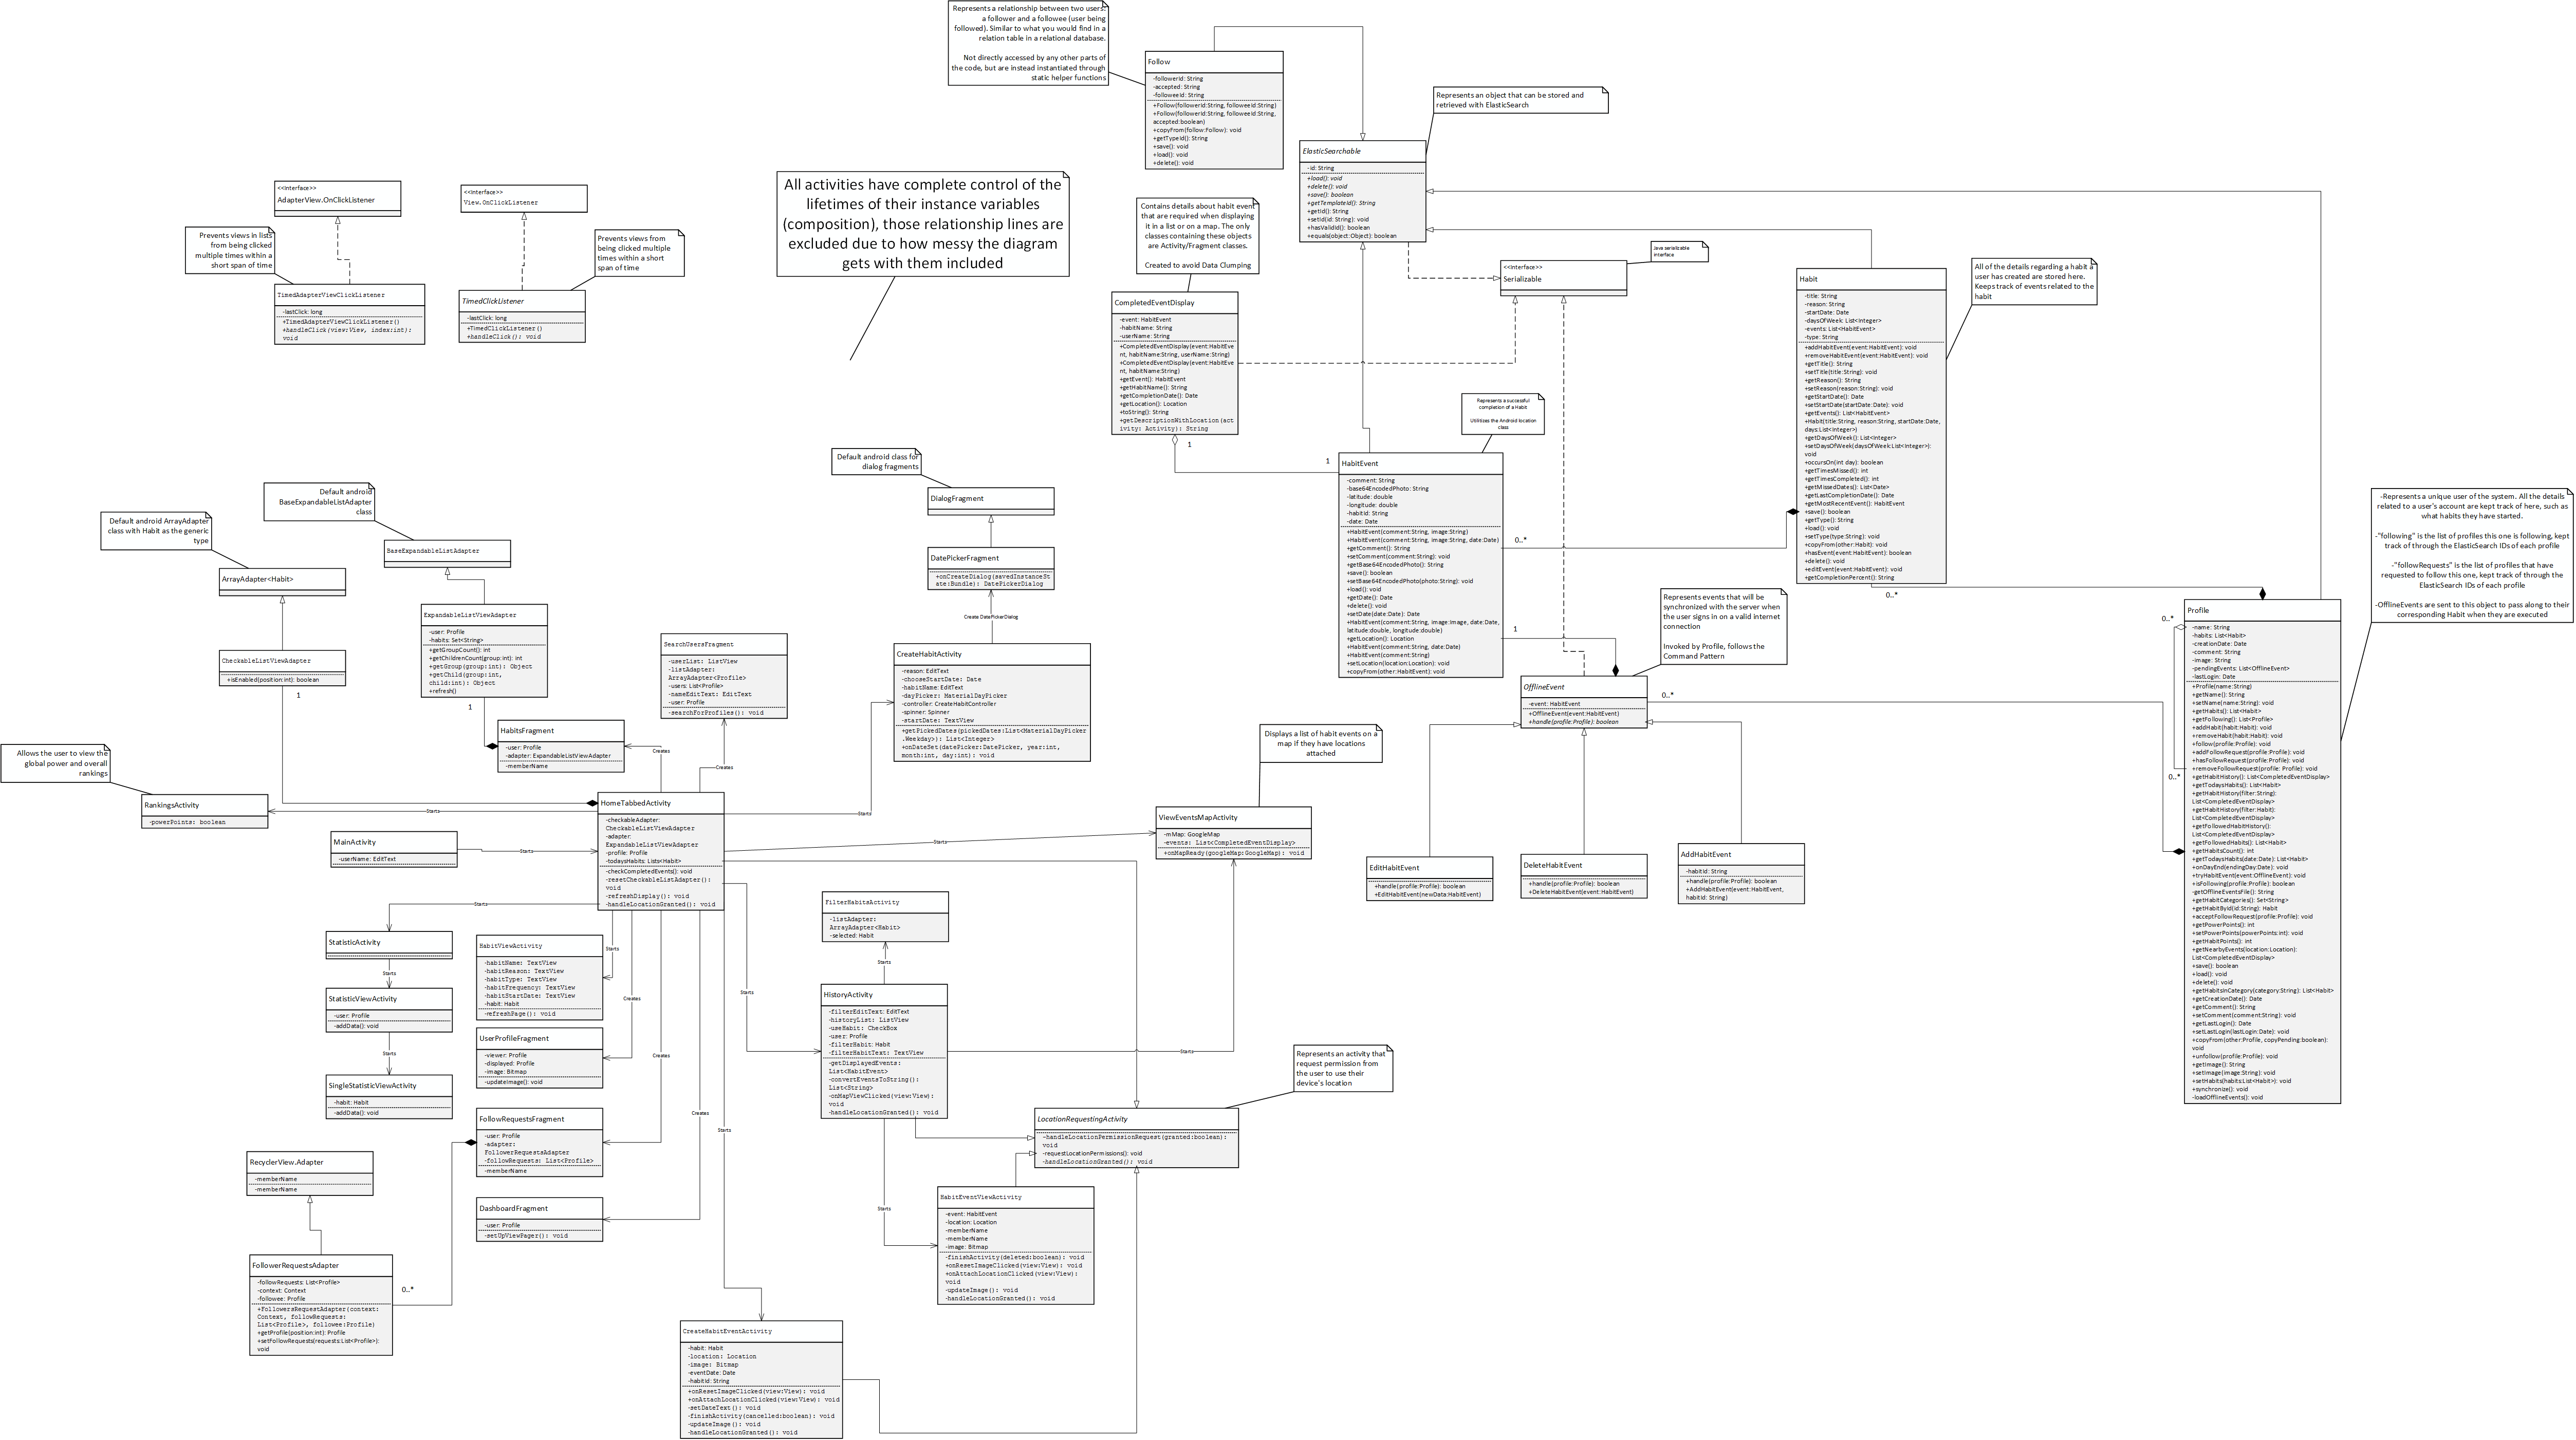 Represents a relationship between two users:
a follower and a followee (user being
followed). Similar to what you would find in a
relation table in a relational database.
Not directly accessed by any other parts of
the code, but are instead instantiated through
static helper functions
Follow
-followerId: String
-accepted: String
-followeeId: String
+Follow(followerId:String, followeeId:String)
+Follow(followerId:String, followeeId:String,
accepted:boolean)
+copyFrom(follow:Follow): void
+getTypeId(): String
+save(): void
+load(): void
+delete(): void
Represents an object that can be stored and
retrieved with ElasticSearch
ElasticSearchable
-id: String
+load(): void
+delete(): void
+save(): boolean
+getTemplateId(): String
+getId(): String
+setId(id: String): void
+hasValidId(): boolean
+equals(object:Object): boolean
<<Interface>>
AdapterView.OnClickListener
<<Interface>>
View.OnClickListener
Prevents views in lists
from being clicked
multiple times within a
short span of time
Prevents views from
being clicked multiple
times within a short
span of time
TimedAdapterViewClickListener
-lastClick: long
+TimedAdapterViewClickListener()
+handleClick(view:View, index:int):
void
TimedClickListener
-lastClick: long
+TimedClickListener()
+handleClick(): void
All activities have complete control of the
lifetimes of their instance variables
(composition), those relationship lines are
excluded due to how messy the diagram
gets with them included
Contains details about habit event
that are required when displaying
it in a list or on a map. The only
classes containing these objects
are Activity/Fragment classes.
Created to avoid Data Clumping
CompletedEventDisplay
-event: HabitEvent
-habitName: String
-userName: String
+CompletedEventDisplay(event:HabitEve
nt, habitName:String, userName:String)
+CompletedEventDisplay(event:HabitEve
nt, habitName:String)
+getEvent(): HabitEvent
+getHabitName(): String
+getCompletionDate(): Date
+getLocation(): Location
+toString(): String
+getDescriptionWithLocation(act
ivity: Activity): String
1
1
Java serializable
interface
<<Interface>>
Serializable
Habit
-title: String
-reason: String
-startDate: Date
-daysOfWeek: List<Integer>
-events: List<HabitEvent>
-type: String
+addHabitEvent(event:HabitEvent): void
+removeHabitEvent(event:HabitEvent): void
+getTitle(): String
+setTitle(title:String): void
+getReason(): String
+setReason(reason:String): void
+getStartDate(): Date
+setStartDate(startDate:Date): void
+getEvents(): List<HabitEvent>
+Habit(title:String, reason:String, startDate:Date,
days:List<Integer>)
+getDaysOfWeek(): List<Integer>
+setDaysOfWeek(daysOfWeek:List<Integer>):
void
+occursOn(int day): boolean
+getTimesMissed(): int
+getTimesCompleted(): int
+getMissedDates(): List<Date>
+getLastCompletionDate(): Date
+getMostRecentEvent(): HabitEvent
+save(): boolean
+getType(): String
+load(): void
+setType(type:String): void
+copyFrom(other:Habit): void
+hasEvent(event:HabitEvent): boolean
+delete(): void
+editEvent(event:HabitEvent): void
+getCompletionPercent(): String
All of the details regarding a habit a
user has created are stored here.
Keeps track of events related to the
habit
Represents a successful
completion of a Habit
Utilitizes the Android location
class
HabitEvent
-comment: String
-base64EncodedPhoto: String
-latitude: double
-longitude: double
-habitId: String
-date: Date
+HabitEvent(comment:String, image:String)
+HabitEvent(comment:String, image:String, date:Date)
+getComment(): String
+setComment(comment:String): void
+getBase64EncodedPhoto(): String
+save(): boolean
+setBase64EncodedPhoto(photo:String): void
+load(): void
+getDate(): Date
+delete(): void
+setDate(date:Date): Date
+HabitEvent(comment:String, image:Image, date:Date,
latitude:double, longitude:double)
+getLocation(): Location
+HabitEvent(comment:String, date:Date)
+HabitEvent(comment:String)
+setLocation(location:Location): void
+copyFrom(other:HabitEvent): void
0..*
1
0..*
Represents events that will be
synchronized with the server when
the user signs in on a valid internet
connection
Invoked by Profile, follows the
Command Pattern
OfflineEvent
-event: HabitEvent
+OfflineEvent(event:HabitEvent)
+handle(profile:Profile): boolean
0..*
EditHabitEvent
+handle(profile:Profile): boolean
+EditHabitEvent(newData:HabitEvent)
DeleteHabitEvent
+handle(profile:Profile): boolean
+DeleteHabitEvent(event:HabitEvent)
AddHabitEvent
-habitId: String
+handle(profile:Profile): boolean
+AddHabitEvent(event:HabitEvent,
habitId: String)
-Represents a unique user of the system. All the details
related to a user's account are kept track of here, such as
what habits they have started.
-"following" is the list of profiles this one is following, kept
track of through the ElasticSearch IDs of each profile
-"followRequests" is the list of profiles that have
requested to follow this one, kept track of through the
ElasticSearch IDs of each profile
-OfflineEvents are sent to this object to pass along to their
corresponding Habit when they are executed
Profile
0..*
0..*
-name: String
-habits: List<Habit>
-creationDate: Date
-comment: String
-image: String
-pendingEvents: List<OfflineEvent>
-lastLogin: Date
+Profile(name:String)
+getName(): String
+setName(name:String): void
+getHabits(): List<Habit>
+getFollowing(): List<Profile>
+addHabit(habit:Habit): void
+removeHabit(habit:Habit): void
+follow(profile:Profile): void
+addFollowRequest(profile:Profile): void
+hasFollowRequest(profile:Profile): void
+removeFollowRequest(profile: Profile): void
+getHabitHistory(): List<CompletedEventDisplay>
+getTodaysHabits(): List<Habit>
+getHabitHistory(filter:String):
List<CompletedEventDisplay>
+getHabitHistory(filter:Habit):
List<CompletedEventDisplay>
+getFollowedHabitHistory():
List<CompletedEventDisplay>
+getFollowedHabits(): List<Habit>
+getHabitsCount(): int
+getTodaysHabits(date:Date): List<Habit>
+onDayEnd(endingDay:Date): void
+tryHabitEvent(event:OfflineEvent): void
+isFollowing(profile:Profile): boolean
-getOfflineEventsFile(): String
+getHabitCategories(): Set<String>
+getHabitById(id:String): Habit
+acceptFollowRequest(profile:Profile): void
+getPowerPoints(): int
+setPowerPoints(powerPoints:int): void
+getHabitPoints(): int
+getNearbyEvents(location:Location):
List<CompletedEventDisplay>
+save(): boolean
+load(): void
+delete(): void
+getHabitsInCategory(category:String): List<Habit>
+getCreationDate(): Date
+getComment(): String
+setComment(comment:String): void
+getLastLogin(): Date
+setLastLogin(lastLogin:Date): void
+copyFrom(other:Profile, copyPending:boolean):
void
+unfollow(profile:Profile): void
+getImage(): String
+setImage(image:String): void
+setHabits(habits:List<Habit>): void
+synchronize(): void
-loadOfflineEvents(): void
Default android class for
dialog fragments
DialogFragment
DatePickerFragment
+onCreateDialog(savedInstanceSt
ate:Bundle): DatePickerDialog
Create DatePickerDialog
Default android
BaseExpandableListAdapter
class
BaseExpandableListAdapter
Default android ArrayAdapter
class with Habit as the generic
type
ArrayAdapter<Habit>
ExpandableListViewAdapter
-user: Profile
-habits: Set<String>
+getGroupCount(): int
+getChildrenCount(group:int): int
+getGroup(group:int): Object
+getChild(group:int,
child:int): Object
+refresh()
CheckableListViewAdapter
+isEnabled(position:int): boolean
1
1
SearchUsersFragment
-userList: ListView
-listAdapter:
ArrayAdapter<Profile>
-users: List<Profile>
-nameEditText: EditText
-user: Profile
-searchForProfiles(): void
CreateHabitActivity
-reason: EditText
-chooseStartDate: Date
-habitName: EditText
-dayPicker: MaterialDayPicker
-controller: CreateHabitController
-spinner: Spinner
-startDate: TextView
+getPickedDates(pickedDates:List<MaterialDayPicker
.Weekday>): List<Integer>
+onDateSet(datePicker:DatePicker, year:int,
month:int, day:int): void
HabitsFragment
-user: Profile
-adapter: ExpandableListViewAdapter
-memberName
Creates
Creates
Allows the user to view the
global power and overall
rankings
RankingsActivity
-powerPoints: boolean
Starts
MainActivity
-userName: EditText
Starts
HomeTabbedActivity
-checkableAdapter:
CheckableListViewAdapter
-adapter:
ExpandableListViewAdapter
-profile: Profile
-todaysHabits: Lists<Habit>
-checkCompletedEvents(): void
-resetCheckableListAdapter():
void
-refreshDisplay(): void
-handleLocationGranted(): void
Starts
Starts
Displays a list of habit events on a
map if they have locations
attached
ViewEventsMapActivity
-mMap: GoogleMap
-events: List<CompletedEventDisplay>
+onMapReady(googleMap:GoogleMap): void
Starts
StatisticActivity
Starts
StatisticViewActivity
-user: Profile
-addData(): void
Starts
SingleStatisticViewActivity
-habit: Habit
-addData(): void
HabitViewActivity
-habitName: TextView
-habitReason: TextView
-habitType: TextView
-habitFrequency: TextView
-habitStartDate: TextView
-habit: Habit
-refreshPage(): void
Starts
Creates
UserProfileFragment
-viewer: Profile
-displayed: Profile
-image: Bitmap
-updateImage(): void
Creates
FollowRequestsFragment
-user: Profile
-adapter:
FollowerRequestsAdapter
-followRequests: List<Profile>
-memberName
Creates
Starts
DashboardFragment
-user: Profile
-setUpViewPager(): void
RecyclerView.Adapter
-memberName
-memberName
FollowerRequestsAdapter
-followRequests: List<Profile>
-context: Context
-followee: Profile
+FollowersRequestAdapter(context:
Context, followRequests:
List<Profile>, followee:Profile)
+getProfile(position:int): Profile
+setFollowRequests(requests:List<Profile>):
void
0..*
FilterHabitsActivity
-listAdapter:
ArrayAdapter<Habit>
-selected: Habit
Starts
Starts
HistoryActivity
-filterEditText: EditText
-historyList: ListView
-useHabit: CheckBox
-user: Profile
-filterHabit: Habit
-filterHabitText: TextView
-getDisplayedEvents:
List<HabitEvent>
-convertEventsToString():
List<String>
-onMapViewClicked(view:View):
void
-handleLocationGranted(): void
Starts
Starts
Represents an activity that
request permission from
the user to use their
device's location
LocationRequestingActivity
-handleLocationPermissionRequest(granted:boolean):
void
-requestLocationPermissions(): void
-handleLocationGranted(): void
HabitEventViewActivity
-event: HabitEvent
-location: Location
-memberName
-memberName
-image: Bitmap
-finishActivity(deleted:boolean): void
+onResetImageClicked(view:View): void
+onAttachLocationClicked(view:View):
void
-updateImage(): void
-handleLocationGranted(): void
CreateHabitEventActivity
-habit: Habit
-location: Location
-image: Bitmap
-eventDate: Date
-habitId: String
+onResetImageClicked(view:View): void
+onAttachLocationClicked(view:View): void
-setDateText(): void
-finishActivity(cancelled:boolean): void
-updateImage(): void
-handleLocationGranted(): void